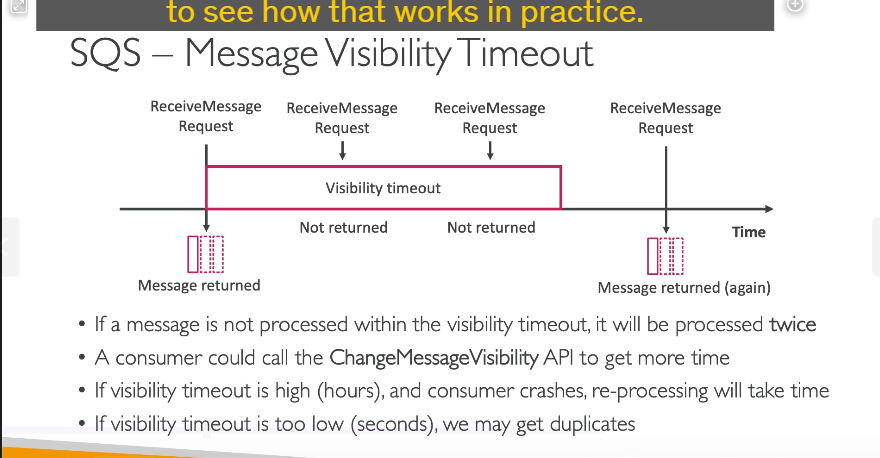 to see how that works in practice.
SQS – Message Visibility Timeout
ReceiveMessage
Request
ReceiveMessage
Request
ReceiveMessage
Request
ReceiveMessage
Request
Visibility timeout
Not returned
Not returned
Time
Message returned
Message returned (again)
• If a message is not processed within the visibility timeout, it will be processed twice
• A consumer could call the ChangeMessageVisibility API to get more time
• If visibility timeout is high (hours), and consumer crashes, re-processing will take time
• If visibility timeout is too low (seconds), we may get duplicates